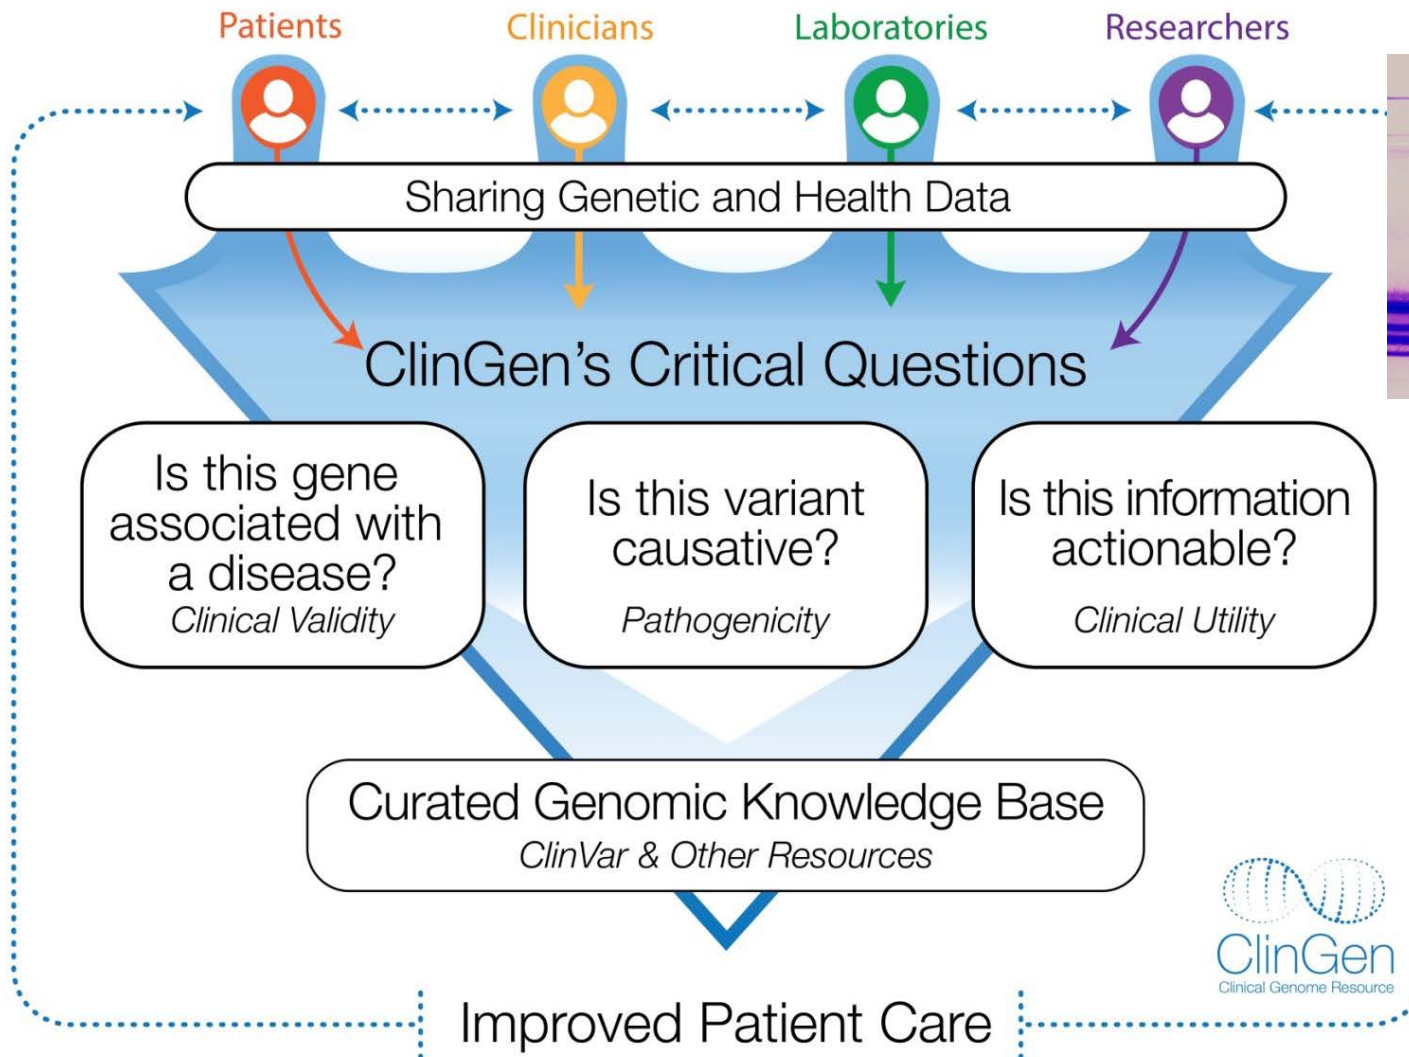 Patients
Clinicians
Laboratories
Researchers
Sharing Genetic and Health Data
ClinGen’s Critical Questions
Is this gene
associated with
a disease?
Clinical Validity
Is this variant
causative?
Pathogenicity
Is this information
actionable?
Clinical Utility
Curated Genomic Knowledge Base
ClinVar & Other Resources
ClinGen
Clinical Genome Resource
Improved Patient Care